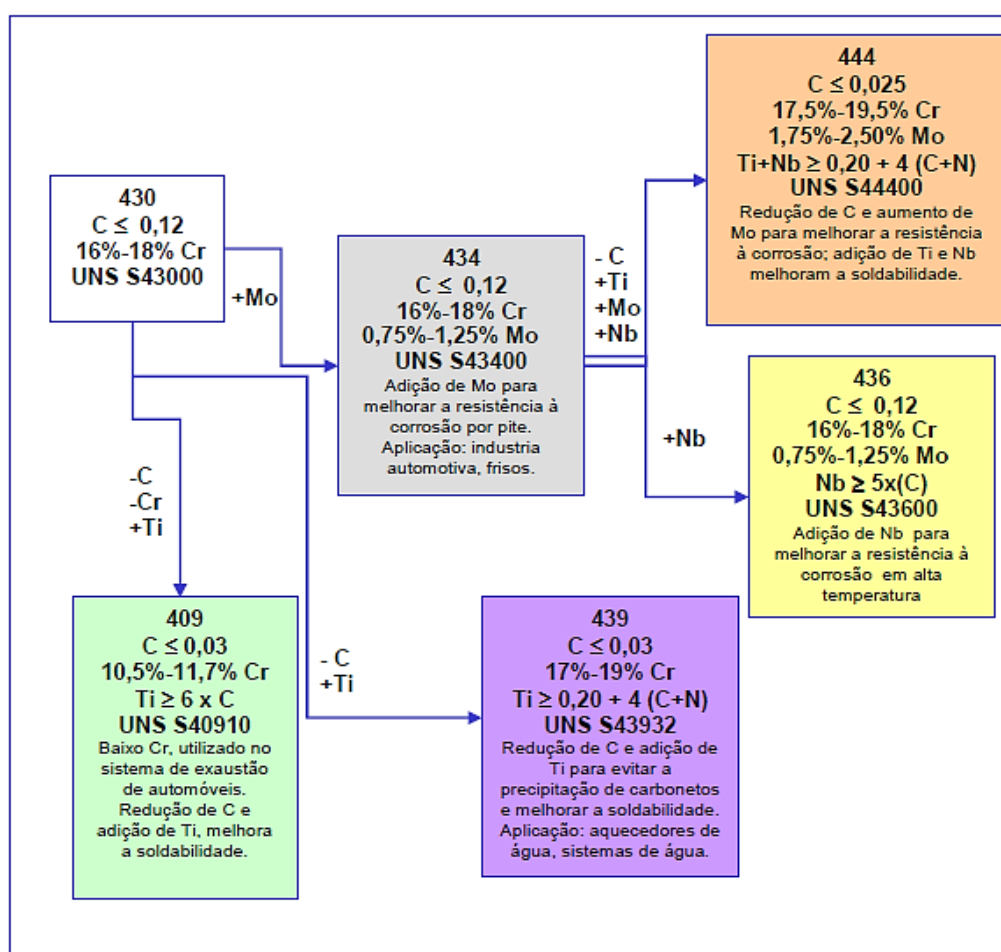 430
C ≤ 0,12
16%-18% Cr
UNS S43000
+Mo
434
C ≤ 0,12
16%-18% Cr
0,75%-1,25% Mo
UNS S43400
Adição de Mo para
melhorar a resistência à
corrosão por pite.
Aplicação: industria
automotiva, frisos.
- C
+Ti
+Mo
+Nb
444
C ≤ 0,025
17,5%-19,5% Cr
1,75%-2,50% Mo
Ti+Nb ≥ 0,20 + 4 (C+N)
UNS S44400
Redução de C e aumento de
Mo para melhorar a resistência
à corrosão; adição de Ti e Nb
melhoram a soldabilidade.
+Nb
436
C ≤ 0,12
16%-18% Cr
0,75%-1,25% Mo
Nb ≥ 5x(C)
UNS S43600
Adição de Nb para
melhorar a resistência à
corrosão em alta
temperatura
-C
-Cr
+Ti
409
C ≤ 0,03
10,5%-11,7% Cr
Ti ≥ 6 x C
UNS S40910
Baixo Cr, utilizado no
sistema de exaustão
de automóveis.
Redução de C e
adição de Ti, melhora
a soldabilidade.
- C
+Ti
439
C ≤ 0,03
17%-19% Cr
Ti ≥ 0,20 + 4 (C+N)
UNS S43932
Redução de C e adição de
Ti para evitar a
precipitação de carbonetos
e melhorar a soldabilidade.
Aplicação: aquecedores de
água, sistemas de água.